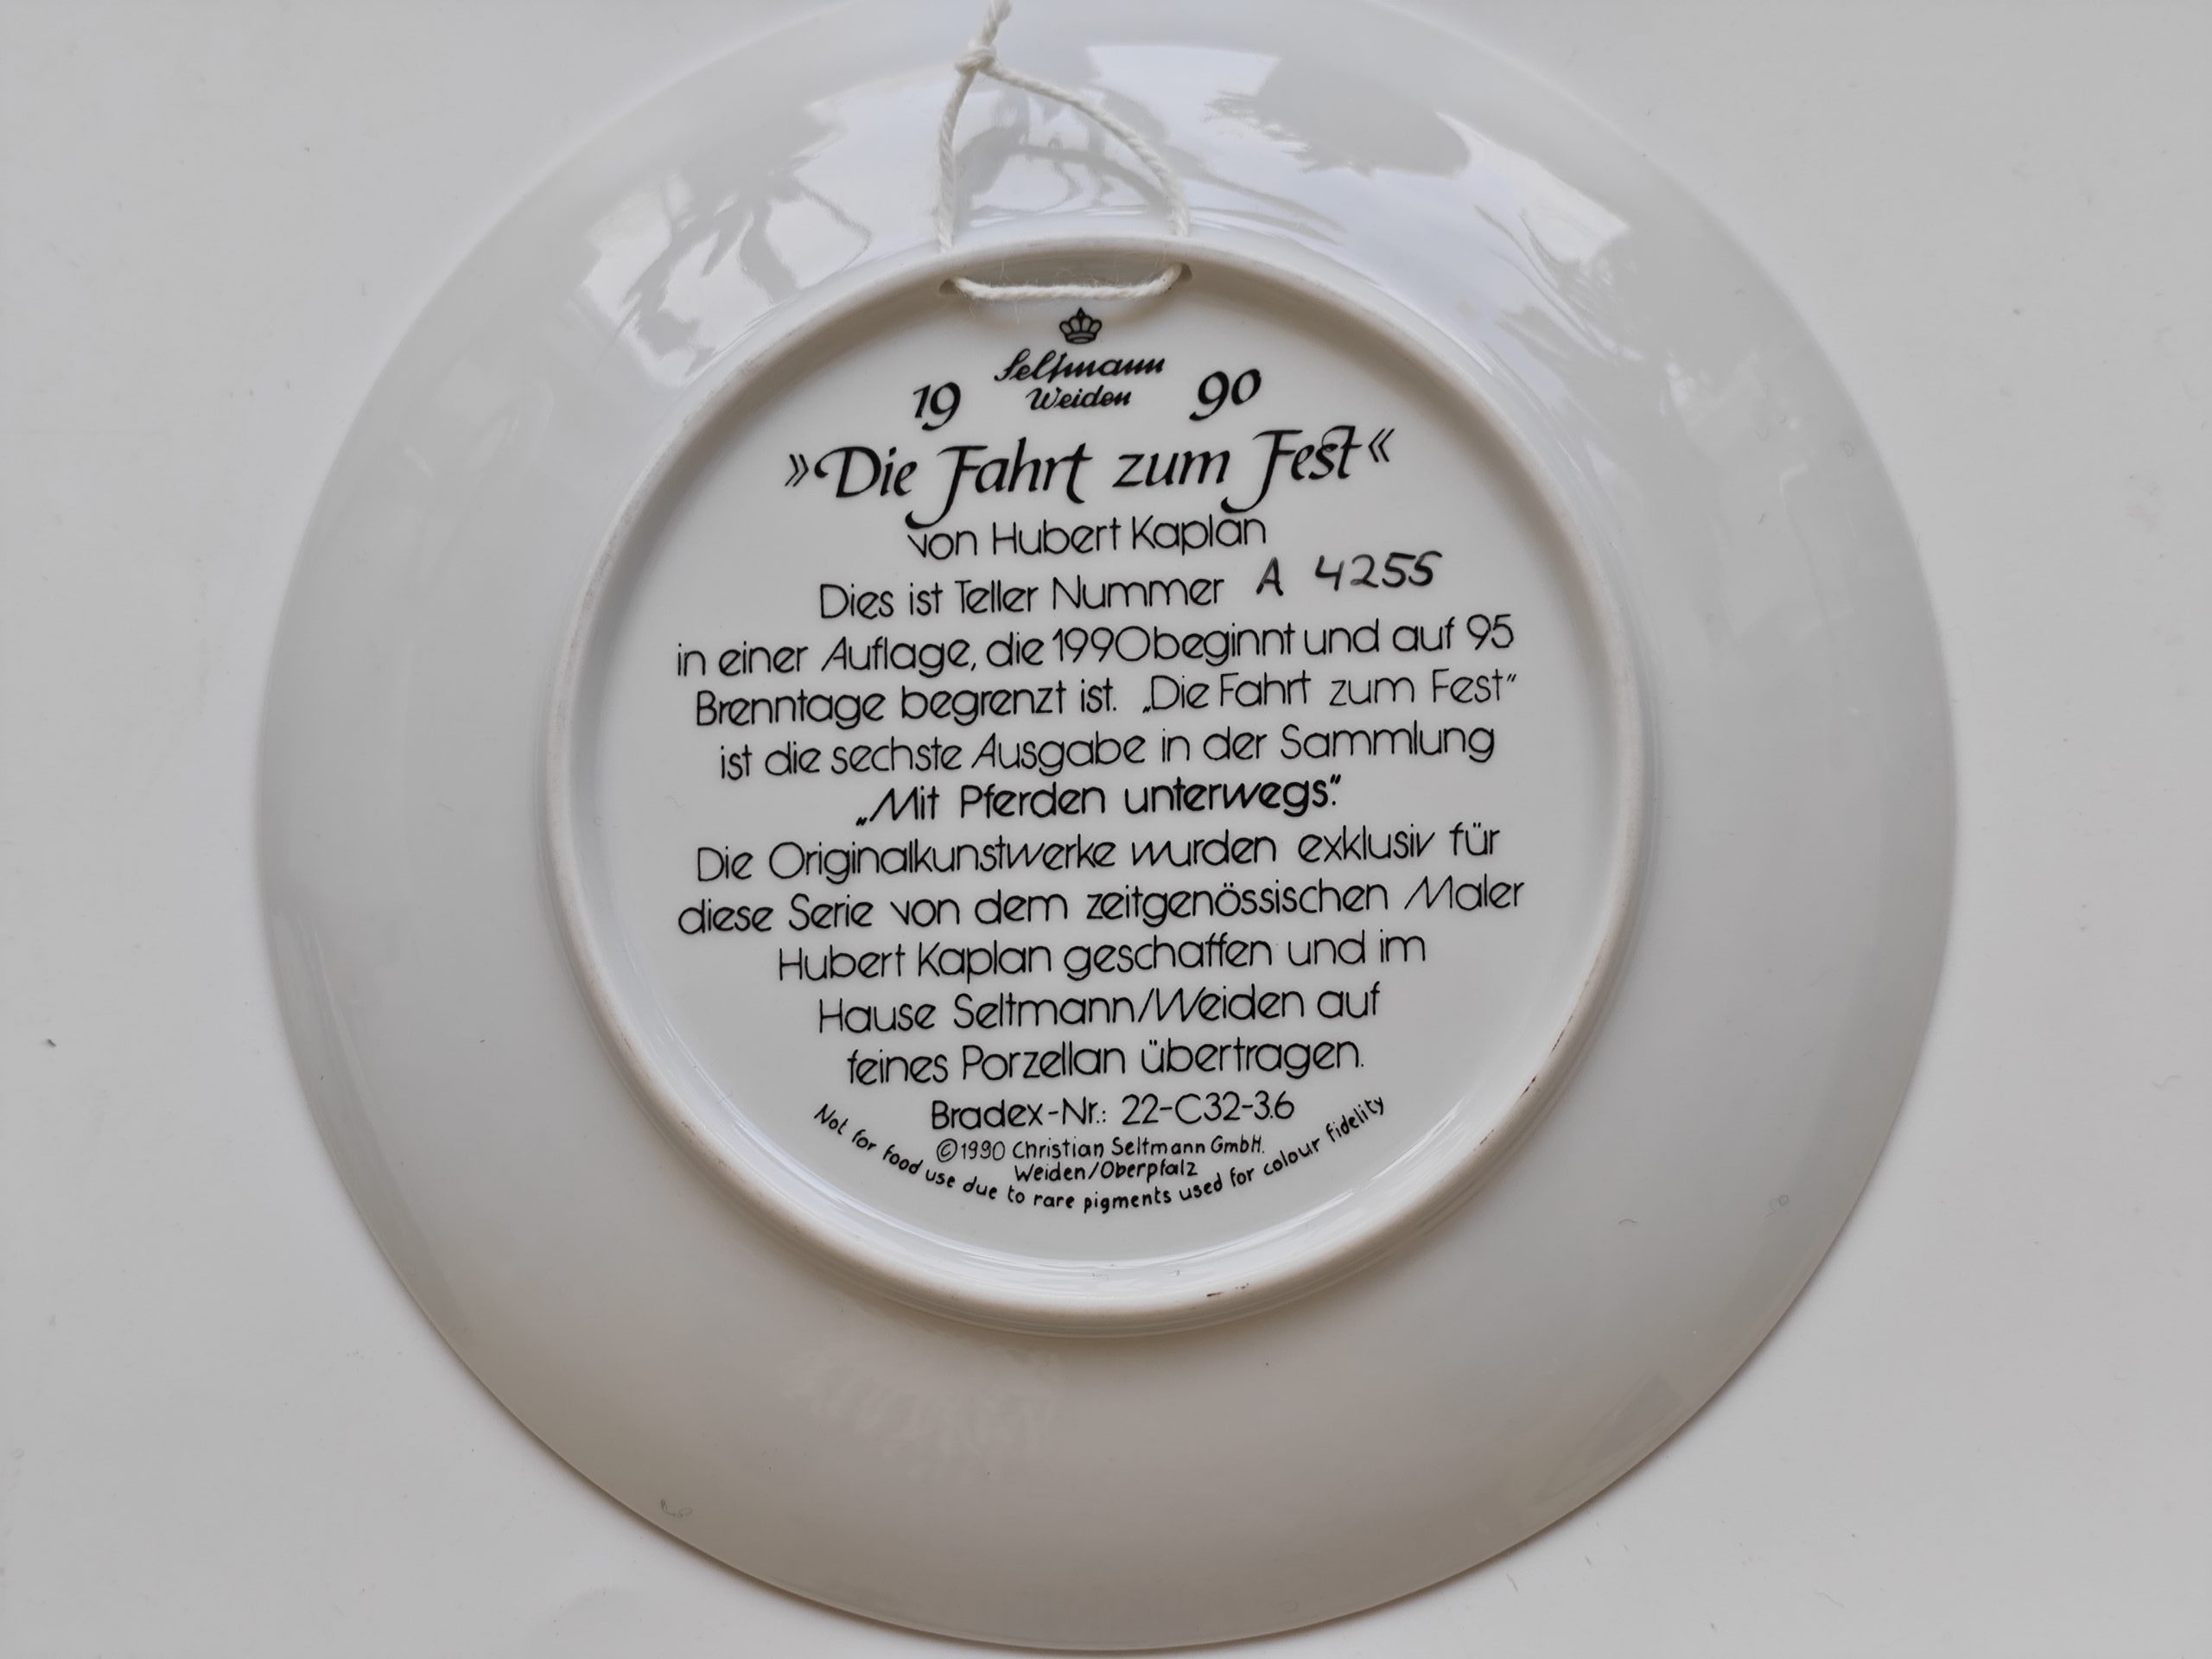 Seltmann
19 Weiden 90
»Die Fahrt zum Fest«
von Hubert Kaplan
Dies ist Teller Nummer A 4255
in einer Auflage, die 1990 beginnt und auf 95
Brenntage begrenzt ist. „Die Fahrt zum Fest“
ist die sechste Ausgabe in der Sammlung
„Mit Pferden unterwegs“.
Die Originalkunstwerke wurden exklusiv für
diese Serie von dem zeitgenössischen Maler
Hubert Kaplan geschaffen und im
Hause Seltmann/Weiden auf
feines Porzellan übertragen.
Bradex-Nr.: 22-C32-3.6
©1990 Christian Seltmann GmbH.
Weiden/Oberpfalz
Not for food use due to rare pigments used for colour fidelity